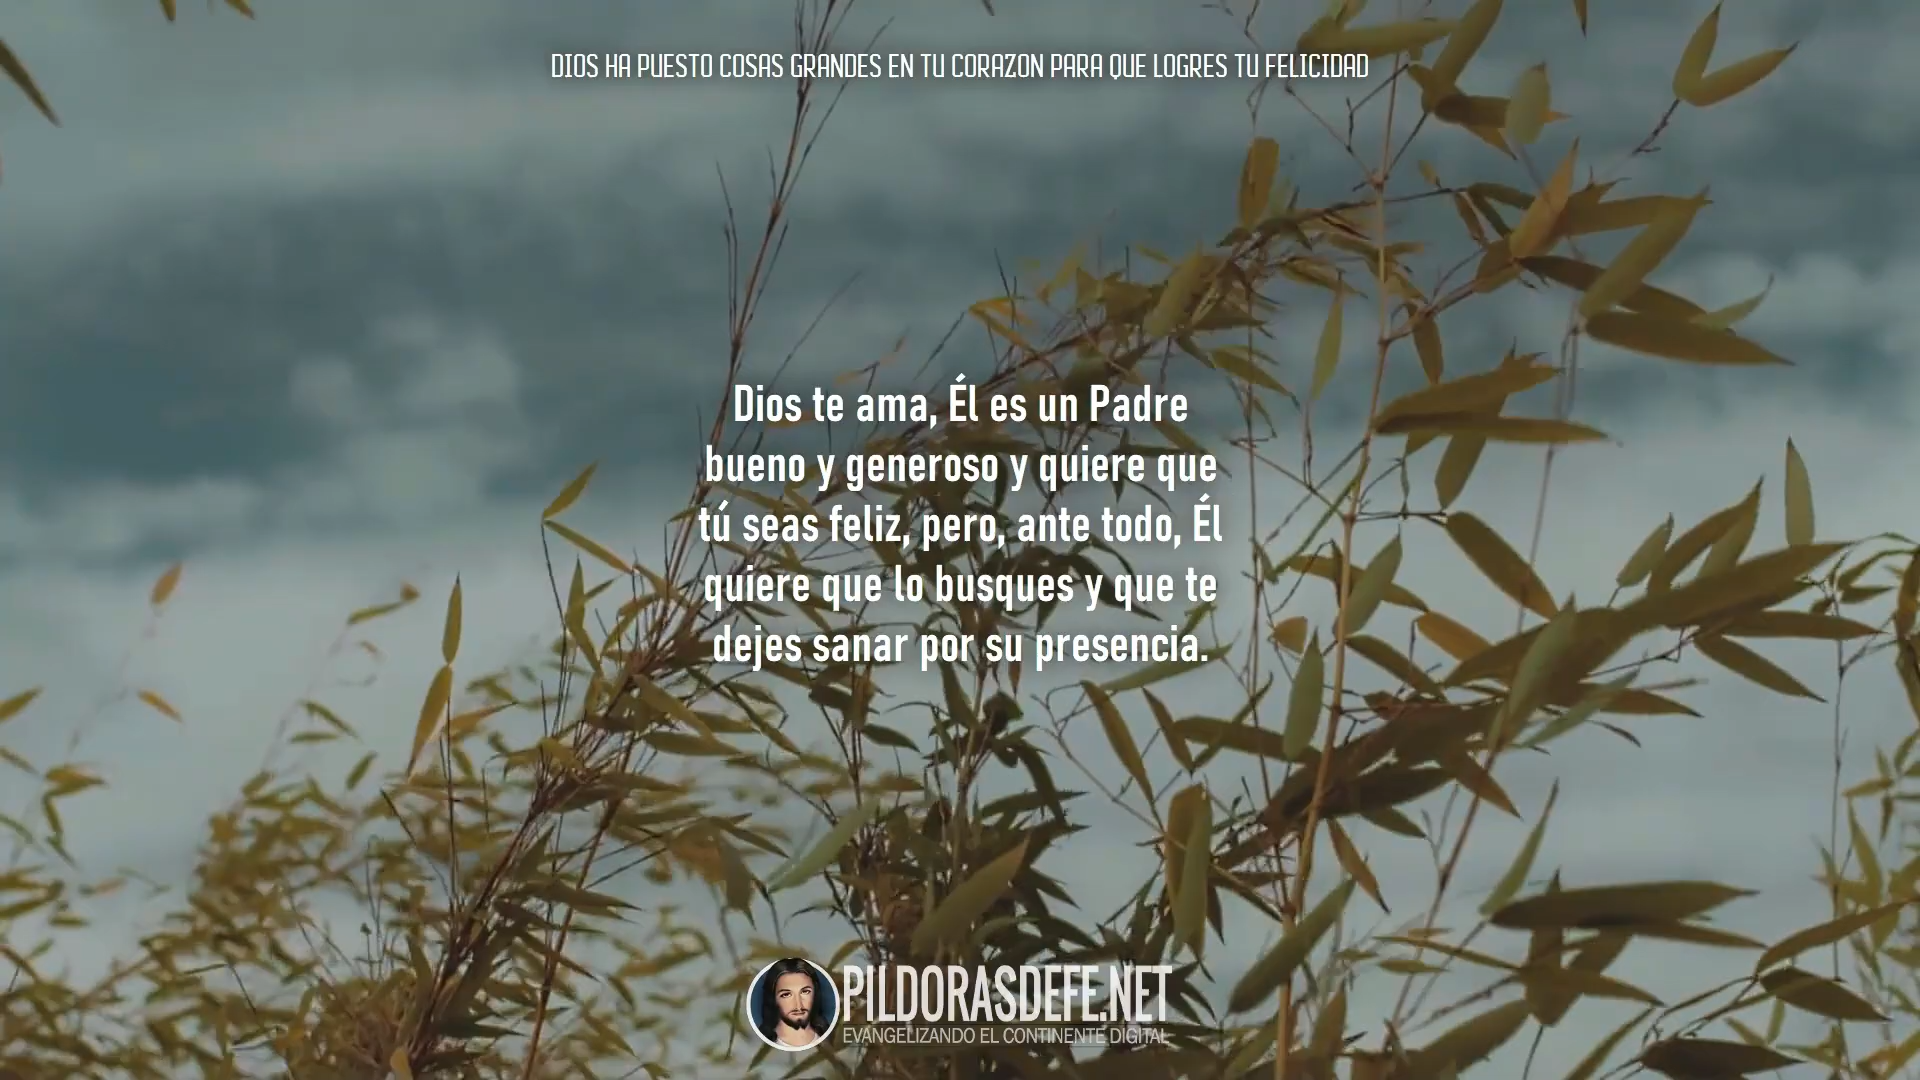 DIOS HA PUESTO COSAS GRANDES EN TU CORAZON PARA QUE LOGRES TU FELICIDAD
Dios te ama, Él es un Padre
bueno y generoso y quiere que
tú seas feliz, pero, ante todo, Él
quiere que lo busques y que te
dejes sanar por su presencia.
PILDORASDEFE.NET
EVANGELIZANDO EL CONTINENTE DIGITAL